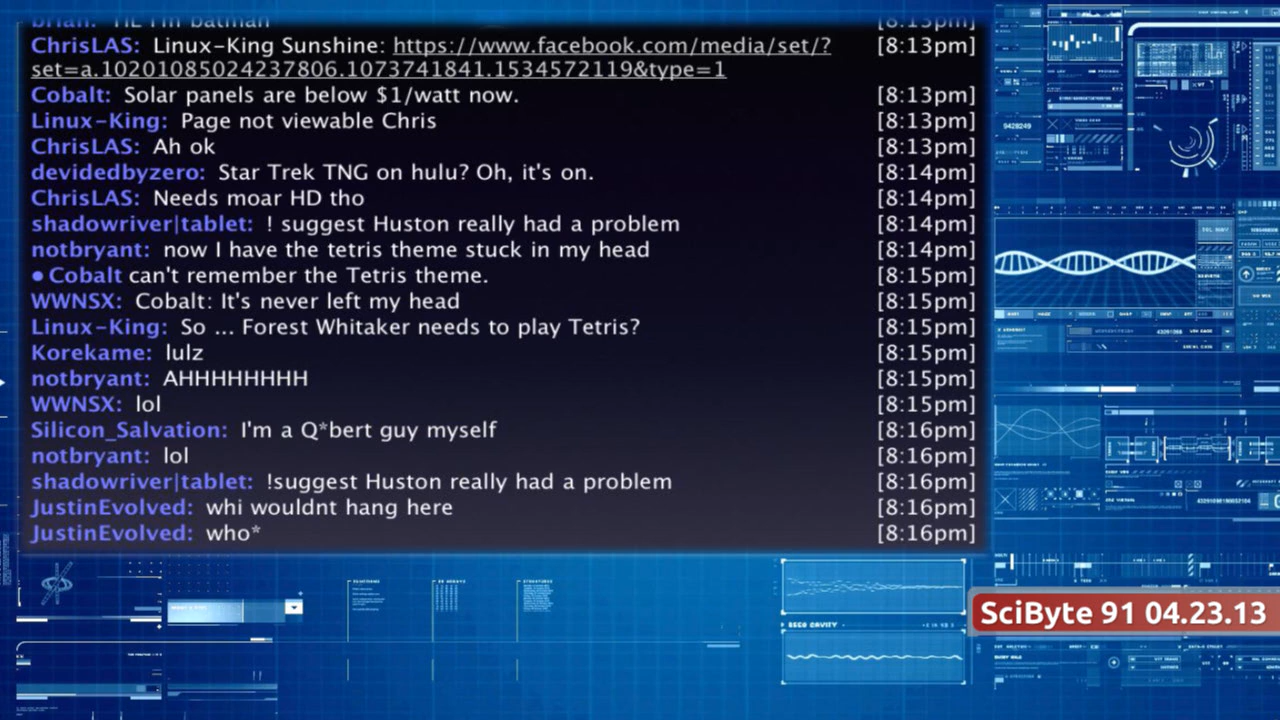 brian: TIL I'm batman [8:13pm]
ChrisLAS: Linux-King Sunshine: https://www.facebook.com/media/set/? [8:13pm]
set=a.10201085024237806.1073741831.1534572119&type=1
Cobalt: Solar panels are below $1/watt now. [8:13pm]
Linux-King: Page not viewable Chris [8:13pm]
ChrisLAS: Ah ok [8:13pm]
devidedbyzero: Star Trek TNG on hulu? Oh, it's on. [8:14pm]
ChrisLAS: Needs moar HD tho [8:14pm]
shadowriver|tablet: ! suggest Huston really had a problem [8:14pm]
notbryant: now I have the tetris theme stuck in my head [8:14pm]
●Cobalt can't remember the Tetris theme. [8:15pm]
WWNSX: Cobalt: It's never left my head [8:15pm]
Linux-King: So ... Forest Whitaker needs to play Tetris? [8:15pm]
Korekame: lulz [8:15pm]
notbryant: AHHHHHHHH [8:15pm]
WWNSX: lol [8:15pm]
Silicon_Salvation: I'm a Q*bert guy myself [8:16pm]
notbryant: lol [8:16pm]
shadowriver|tablet: !suggest Huston really had a problem [8:16pm]
JustinEvolved: whi wouldnt hang here [8:16pm]
JustinEvolved: who* [8:16pm]
9428249
SciByte 91 04.23.13